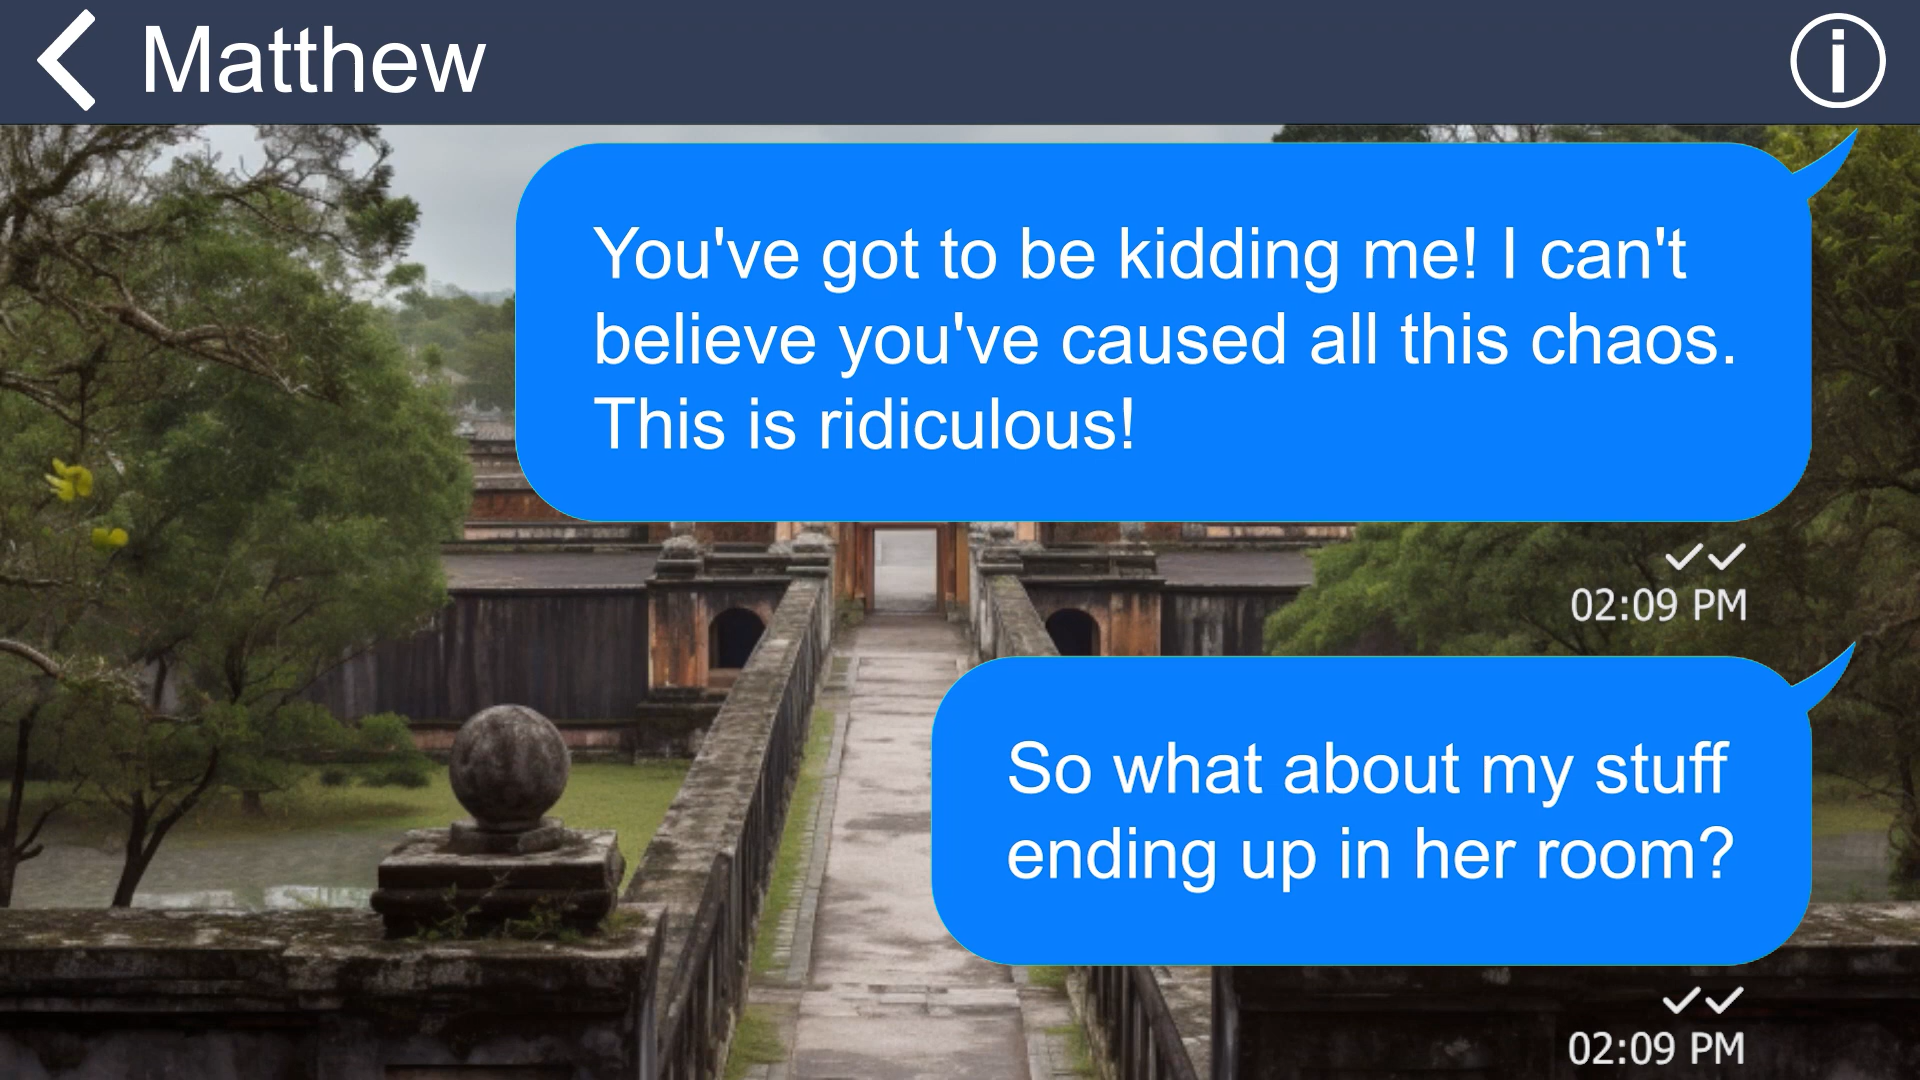 Matthew
You've got to be kidding me! I can't
believe you've caused all this chaos.
This is ridiculous!
02:09 PM
So what about my stuff
ending up in her room?
02:09 PM